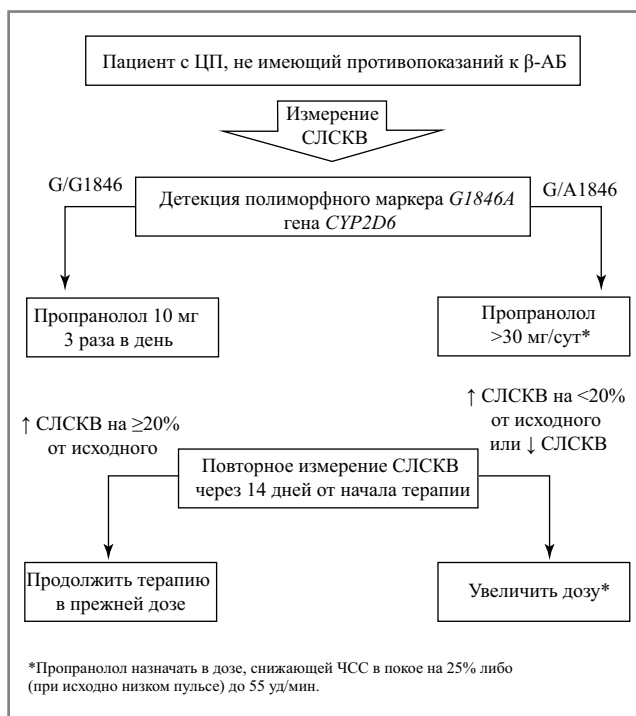 Пациент с ЦП, не имеющий противопоказаний к β-АБ
Измерение
СЛСКВ
G/G1846
G/A1846
Детекция полиморфного маркера G1846A
гена CYP2D6
Пропранолол 10 мг
3 раза в день
Пропранолол
>30 мг/сут*
↑ СЛСКВ на ≥20%
от исходного
↑ СЛСКВ на <20%
от исходного
или ↓ СЛСКВ
Повторное измерение СЛСКВ
через 14 дней от начала терапии
Продолжить терапию
в прежней дозе
Увеличить дозу*
*Пропранолол назначать в дозе, снижающей ЧСС в покое на 25% либо
(при исходно низком пульсе) до 55 уд/мин.